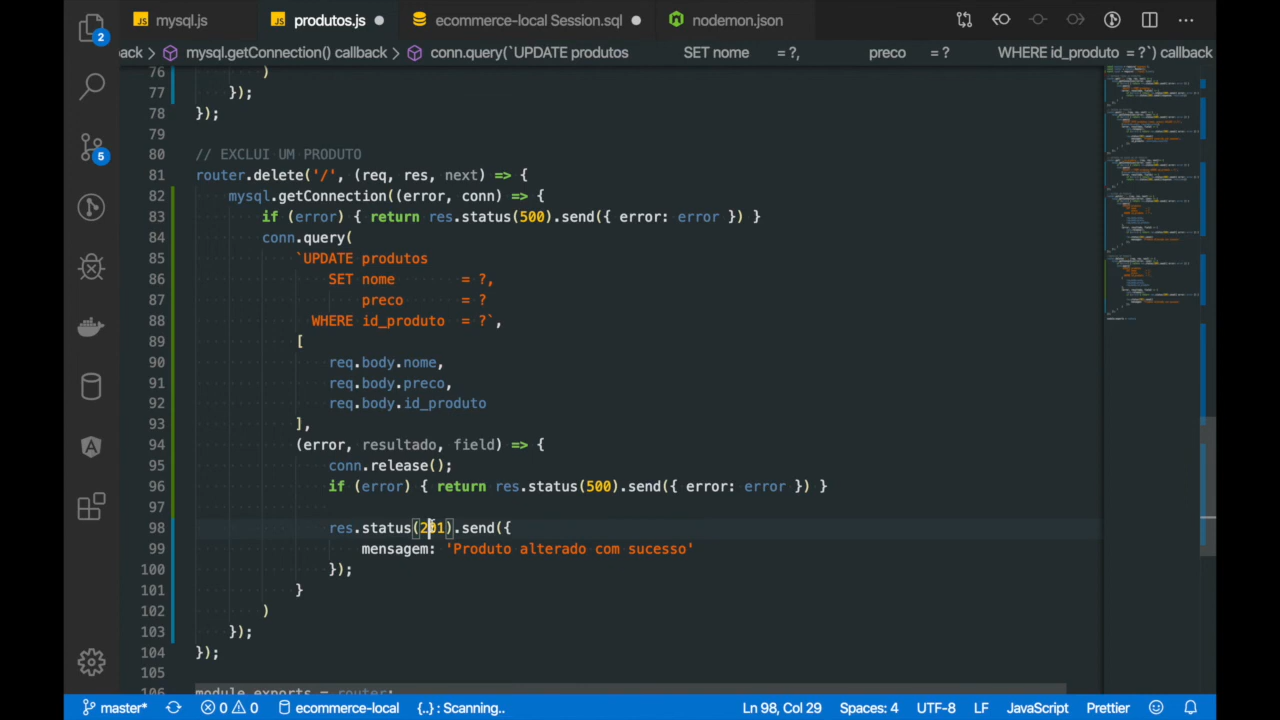 mysql.js produtos.js ecommerce-local Session.sql nodemon.json
back mysql.getConnection() callback conn.query(`UPDATE produtos SET nome = ?, preco = ? WHERE id_produto = ?`) callback
2
5
76 )
77 });
78 });
79
80 // EXCLUI UM PRODUTO
81 router.delete('/', (req, res, next) => {
82 mysql.getConnection((error, conn) => {
83 if (error) { return res.status(500).send({ error: error }) }
84 conn.query(
85 `UPDATE produtos
86 SET nome = ?,
87 preco = ?
88 WHERE id_produto = ?`,
89 [
90 req.body.nome,
91 req.body.preco,
92 req.body.id_produto
93 ],
94 (error, resultado, field) => {
95 conn.release();
96 if (error) { return res.status(500).send({ error: error }) }
97
98 res.status(201).send({
99 mensagem: 'Produto alterado com sucesso'
100 });
101 }
102 )
103 });
104 });
105
106 module.exports = router;
master* 0 0 ecommerce-local {..} : Scanning.. Ln 98, Col 29 Spaces: 4 UTF-8 LF JavaScript Prettier